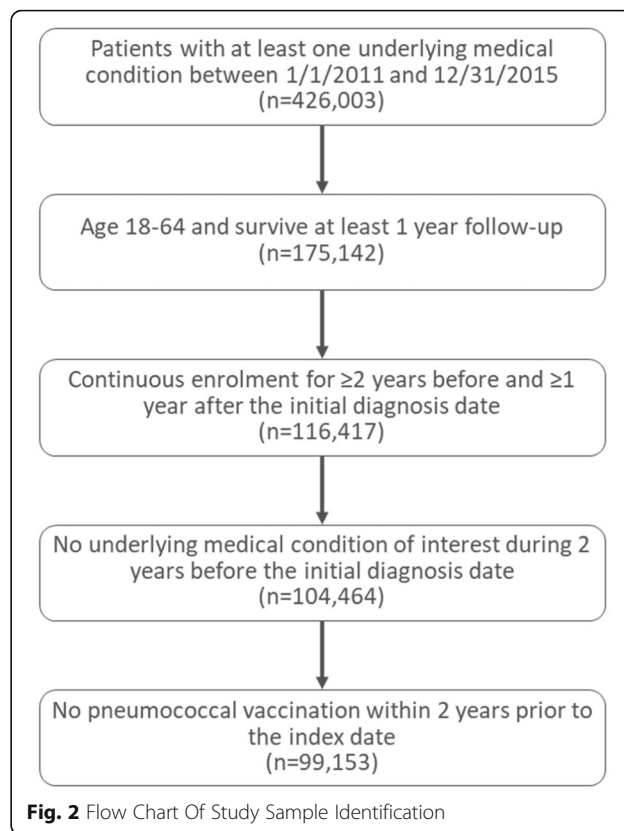 Patients with at least one underlying medical
condition between 1/1/2011 and 12/31/2015
(n=426,003)
Age 18-64 and survive at least 1 year follow-up
(n=175,142)
Continuous enrolment for ≥2 years before and ≥1
year after the initial diagnosis date
(n=116,417)
No underlying medical condition of interest during 2
years before the initial diagnosis date
(n=104,464)
No pneumococcal vaccination within 2 years prior to
the index date
(n=99,153)
Fig. 2 Flow Chart Of Study Sample Identification